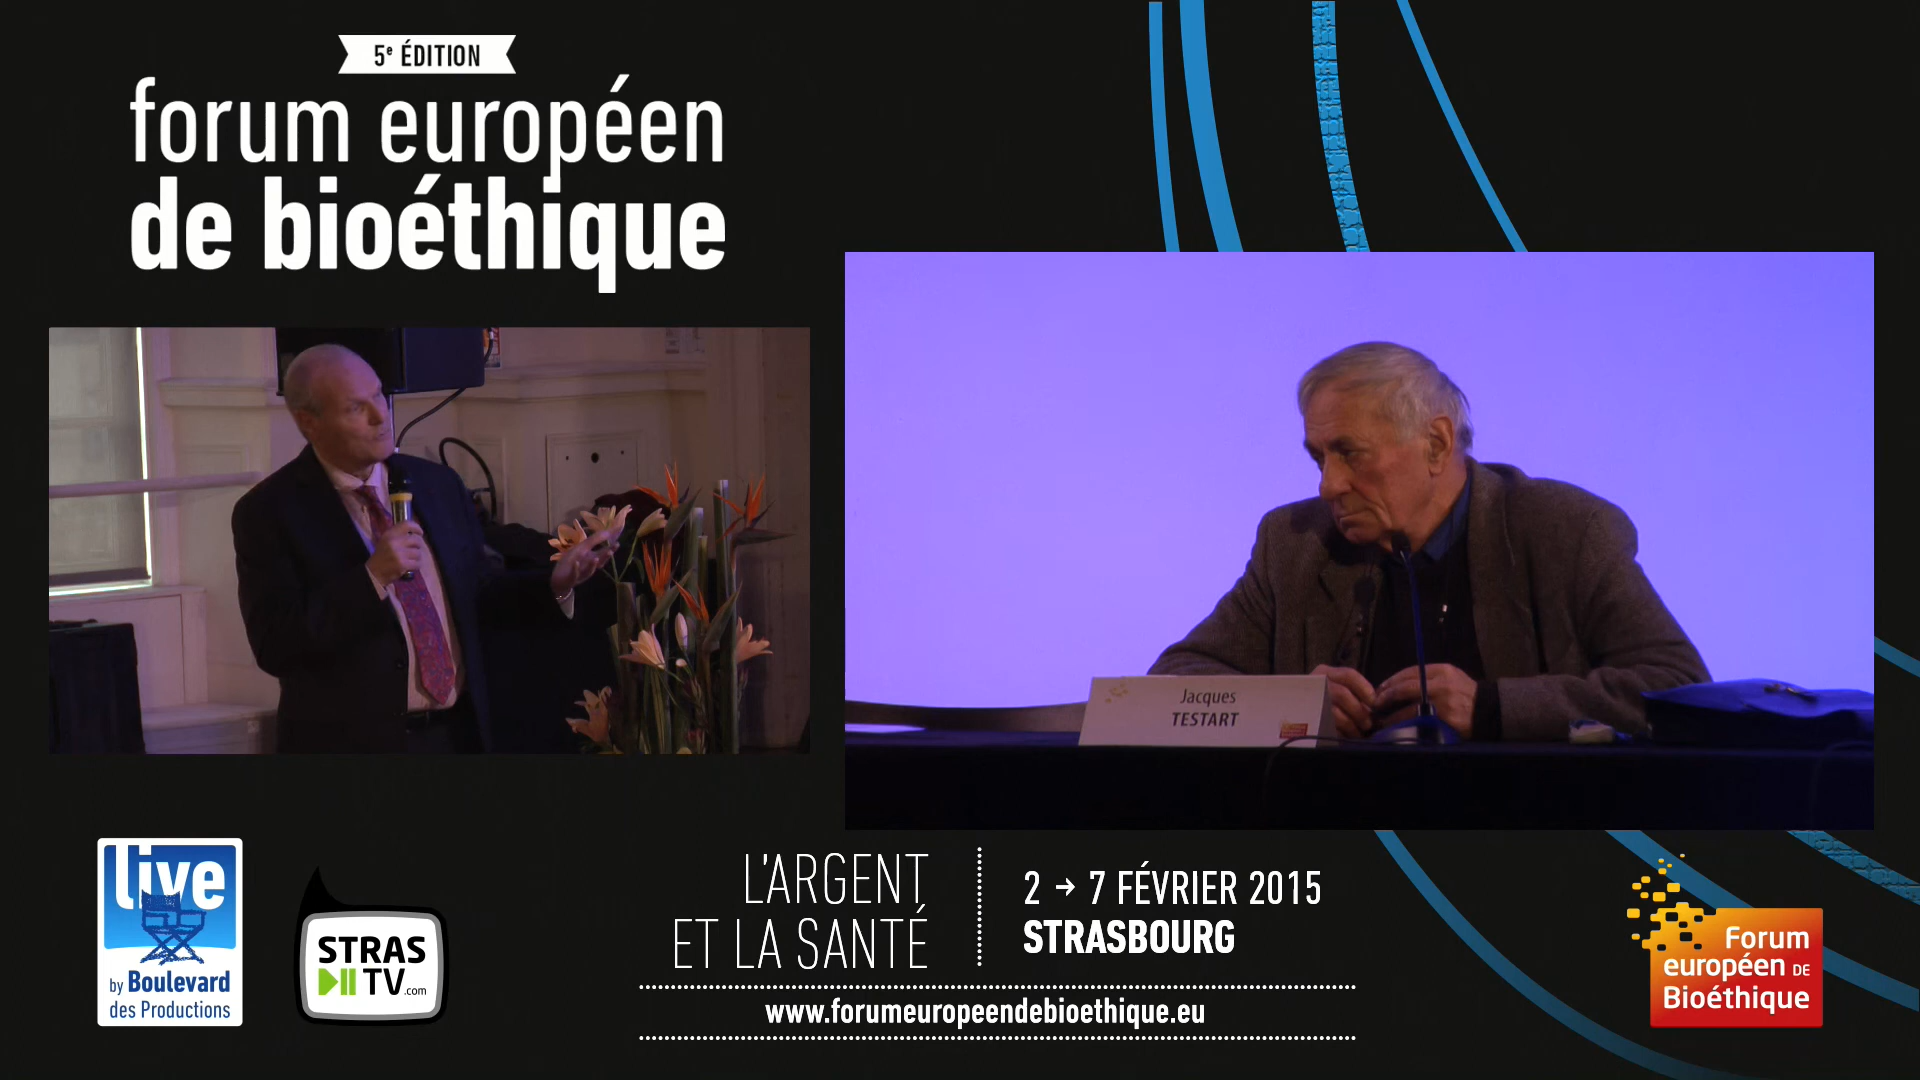 5e ÉDITION
forum européen
de bioéthique
Jacques
TESTART
live
by Boulevard
des Productions
STRAS
TV.com
L'ARGENT
ET LA SANTÉ
2 → 7 FÉVRIER 2015
STRASBOURG
www.forumeuropeendebioethique.eu
Forum
européen DE
Bioéthique